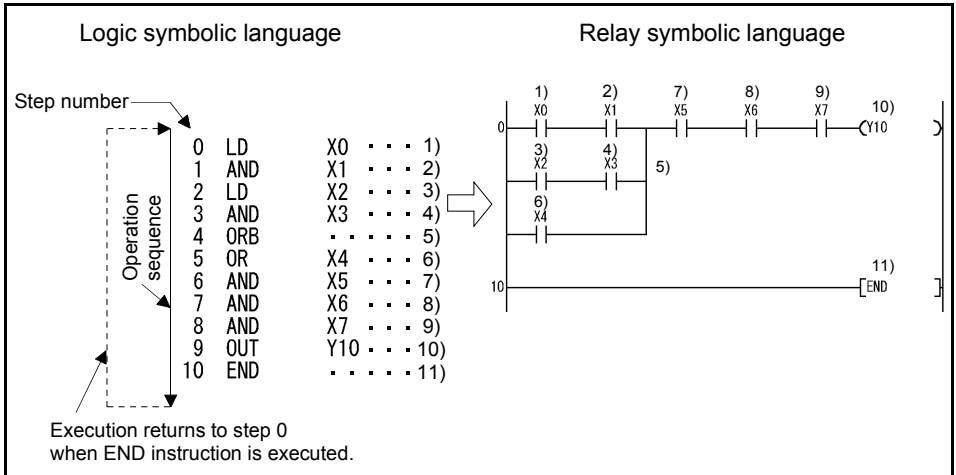 Logic symbolic language
Relay symbolic language
Step number
Operation sequence
0 LD X0 · · · 1)
1 AND X1 · · · 2)
2 LD X2 · · · 3)
3 AND X3 · · · 4)
4 ORB · · · · · 5)
5 OR X4 · · · 6)
6 AND X5 · · · 7)
7 AND X6 · · · 8)
8 AND X7 · · · 9)
9 OUT Y10 · · · 10)
10 END · · · · · 11)
Execution returns to step 0
when END instruction is executed.
1) 2) 7) 8) 9) 10)
X0 X1 X5 X6 X7
0 Y10
3) 4) 5)
X2 X3
6)
X4
11)
10 END